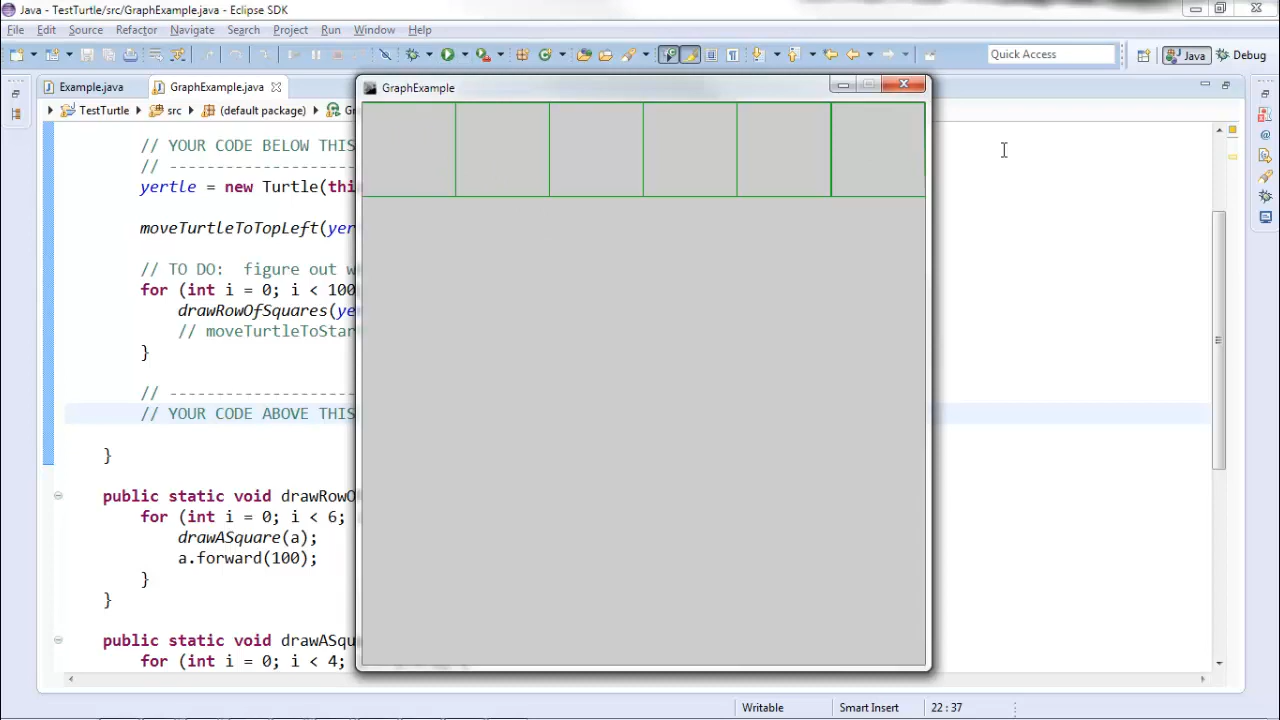 Java - TestTurtle/src/GraphExample.java - Eclipse SDK
File Edit Source Refactor Navigate Search Project Run Window Help
Quick Access Java Debug
Example.java GraphExample.java
GraphExample
TestTurtle src (default package)
// YOUR CODE BELOW THIS
// --------------------
yertle = new Turtle(thi
moveTurtleToTopLeft(yer
// TO DO: figure out w
for (int i = 0; i < 100
drawRowOfSquares(ye
// moveTurtleToStar
}
// --------------------
// YOUR CODE ABOVE THIS
}
public static void drawRowO
for (int i = 0; i < 6;
drawASquare(a);
a.forward(100);
}
}
public static void drawASqu
for (int i = 0; i < 4;
Writable Smart Insert 22 : 37